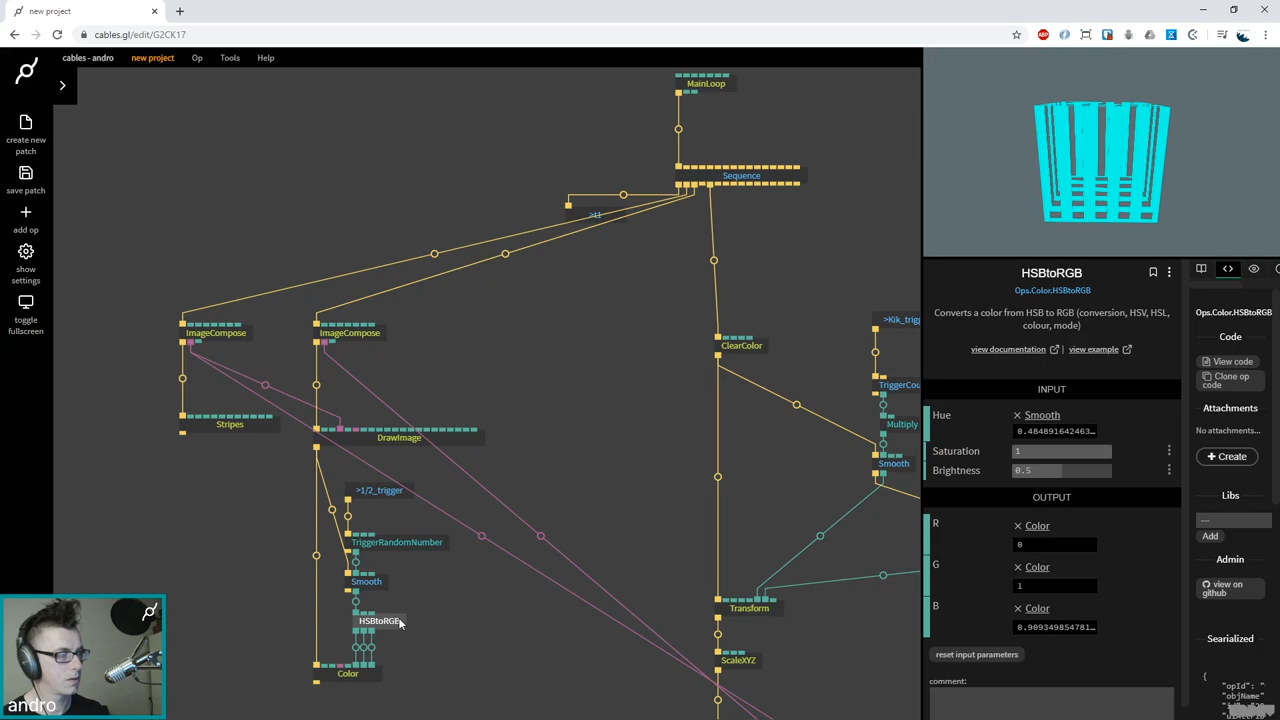 new project
cables.gl/edit/G2CK17
cables - andro
new project
Op
Tools
Help
create new
patch
save patch
add op
show
settings
toggle
fullscreen
MainLoop
Sequence
>11
ImageCompose
ImageCompose
ClearColor
>Kik_trigg
TriggerCou
Multiply
Smooth
Stripes
DrawImage
>1/2_trigger
TriggerRandomNumber
Smooth
HSBtoRGB
Color
Transform
ScaleXYZ
andro
HSBtoRGB
Ops.Color.HSBtoRGB
Converts a color from HSB to RGB (conversion, HSV, HSL,
colour, mode)
view documentation | view example
INPUT
Hue
Smooth
0.484891642463…
Saturation
1
Brightness
0.5
OUTPUT
R
Color
0
G
Color
1
B
Color
0.909349854781…
reset input parameters
comment:
Ops.Color.HSBtoRGB
Code
View code
Clone op
code
Attachments
No attachments...
+ Create
Libs
---
Add
Admin
view on
github
Searialized
{
"opId": "
"objName"